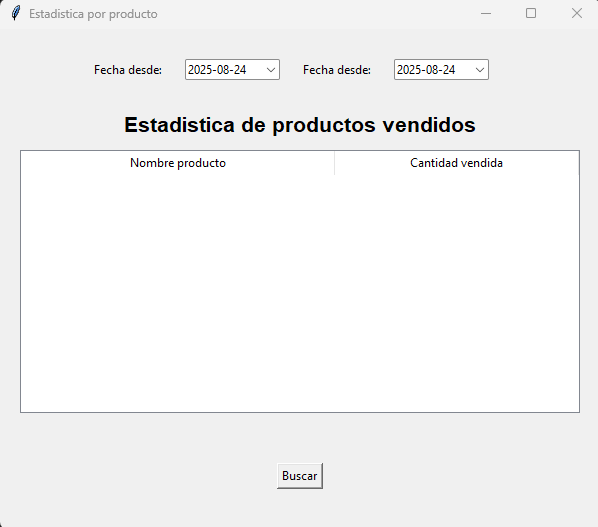 Estadistica por producto
Fecha desde: 2025-08-24 Fecha desde: 2025-08-24
Estadistica de productos vendidos
Nombre producto Cantidad vendida
Buscar